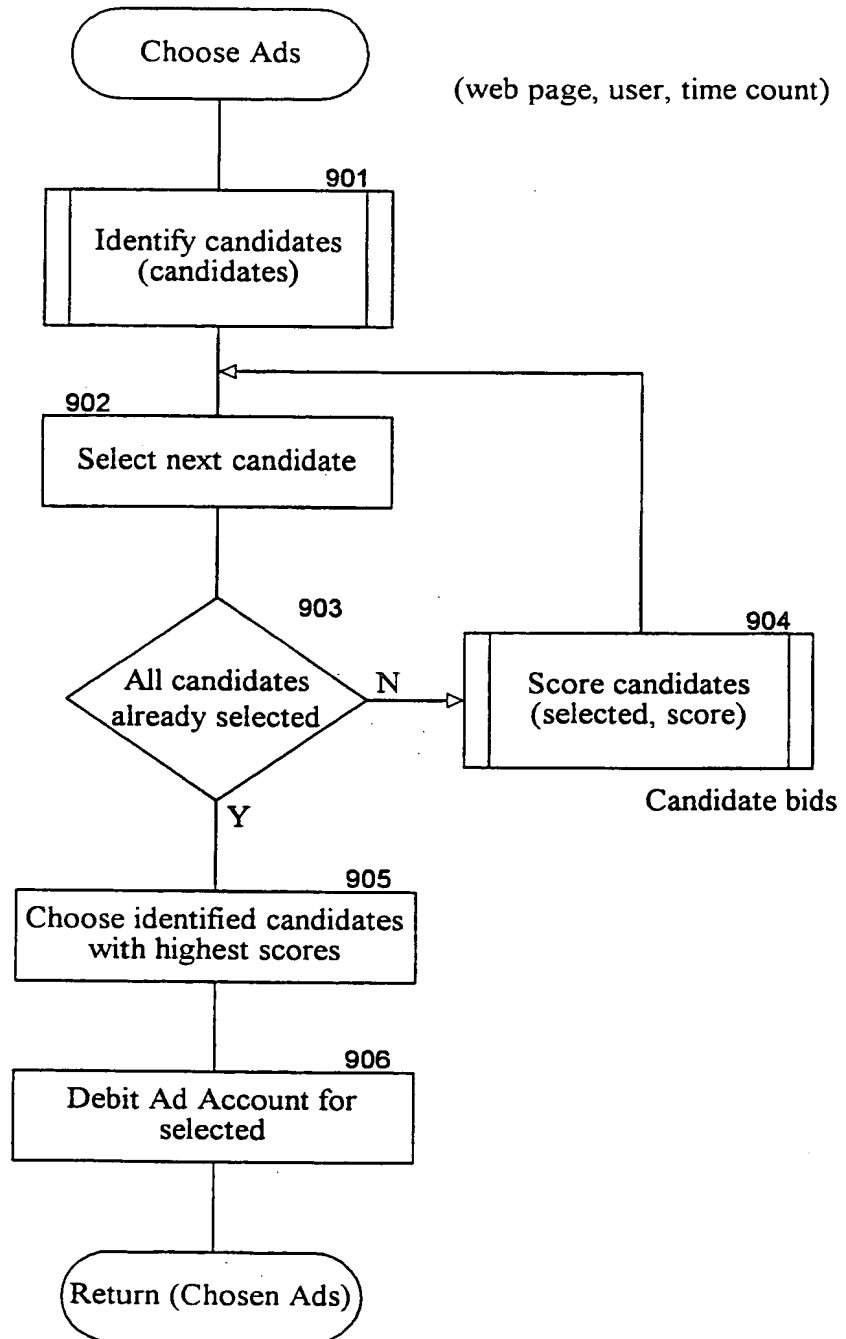 Choose Ads
(web page, user, time count)
901
Identify candidates
(candidates)
902
Select next candidate
903
All candidates
already selected
N
904
Score candidates
(selected, score)
Candidate bids
Y
905
Choose identified candidates
with highest scores
906
Debit Ad Account for
selected
Return (Chosen Ads)